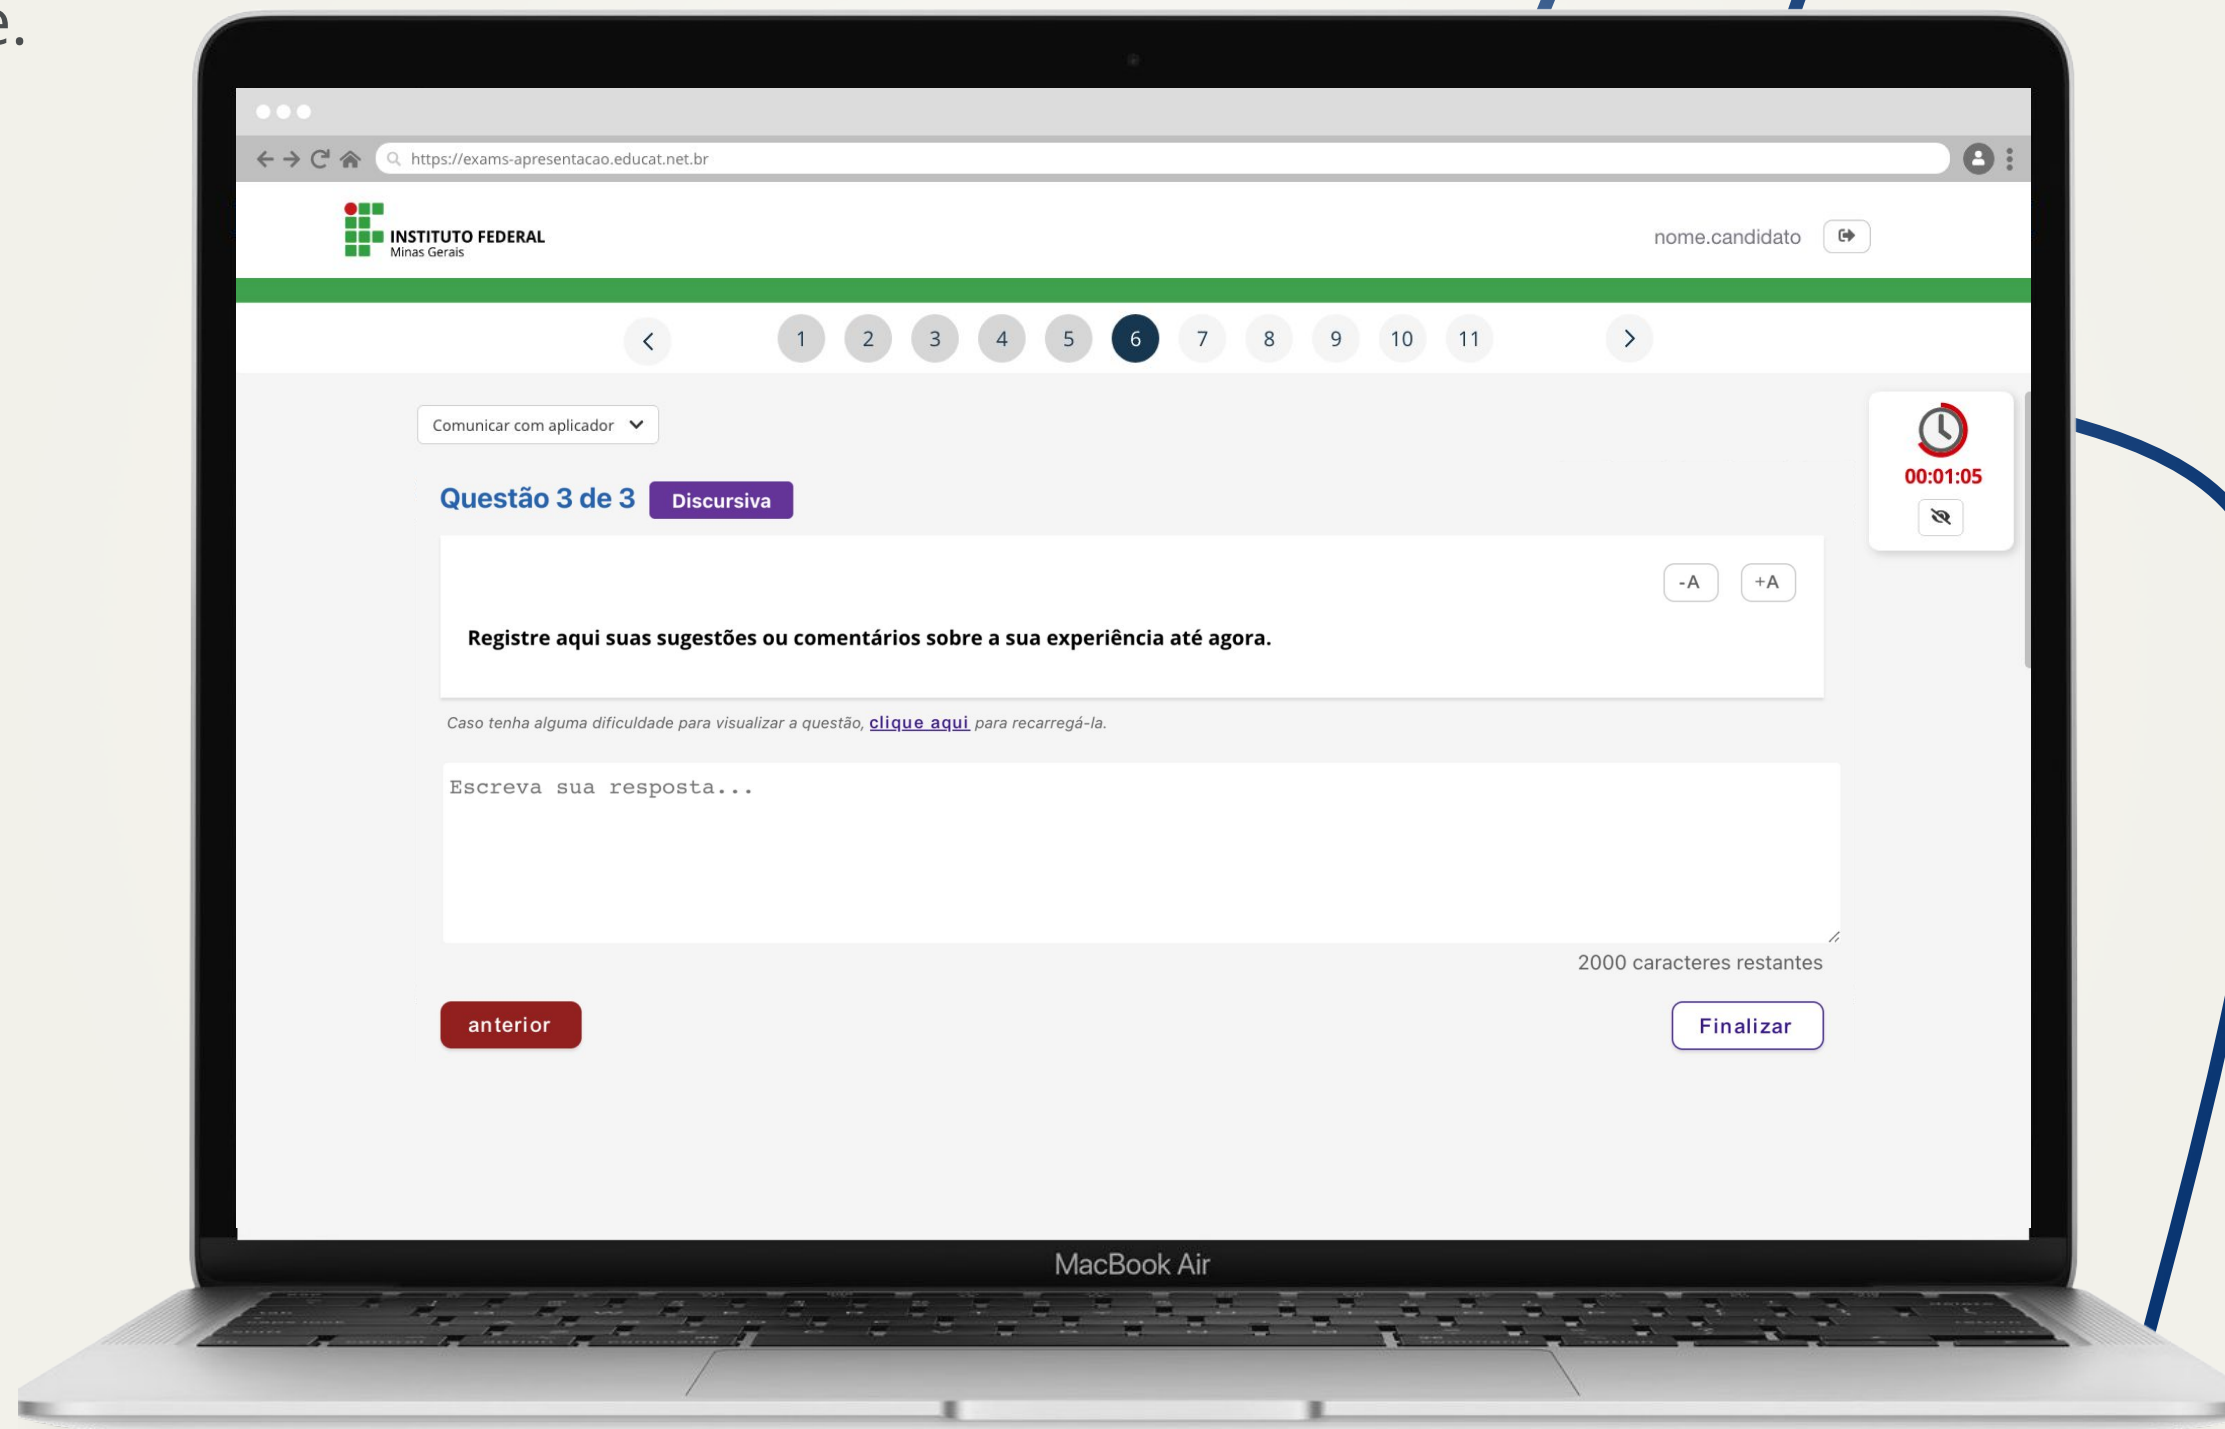 e.
https://exams-apresentacao.educat.net.br
INSTITUTO FEDERAL
Minas Gerais
nome.candidato
1 2 3 4 5 6 7 8 9 10 11
Comunicar com aplicador
00:01:05
Questão 3 de 3 Discursiva
-A +A
Registre aqui suas sugestões ou comentários sobre a sua experiência até agora.
Caso tenha alguma dificuldade para visualizar a questão, clique aqui para recarregá-la.
Escreva sua resposta...
2000 caracteres restantes
anterior
Finalizar
MacBook Air